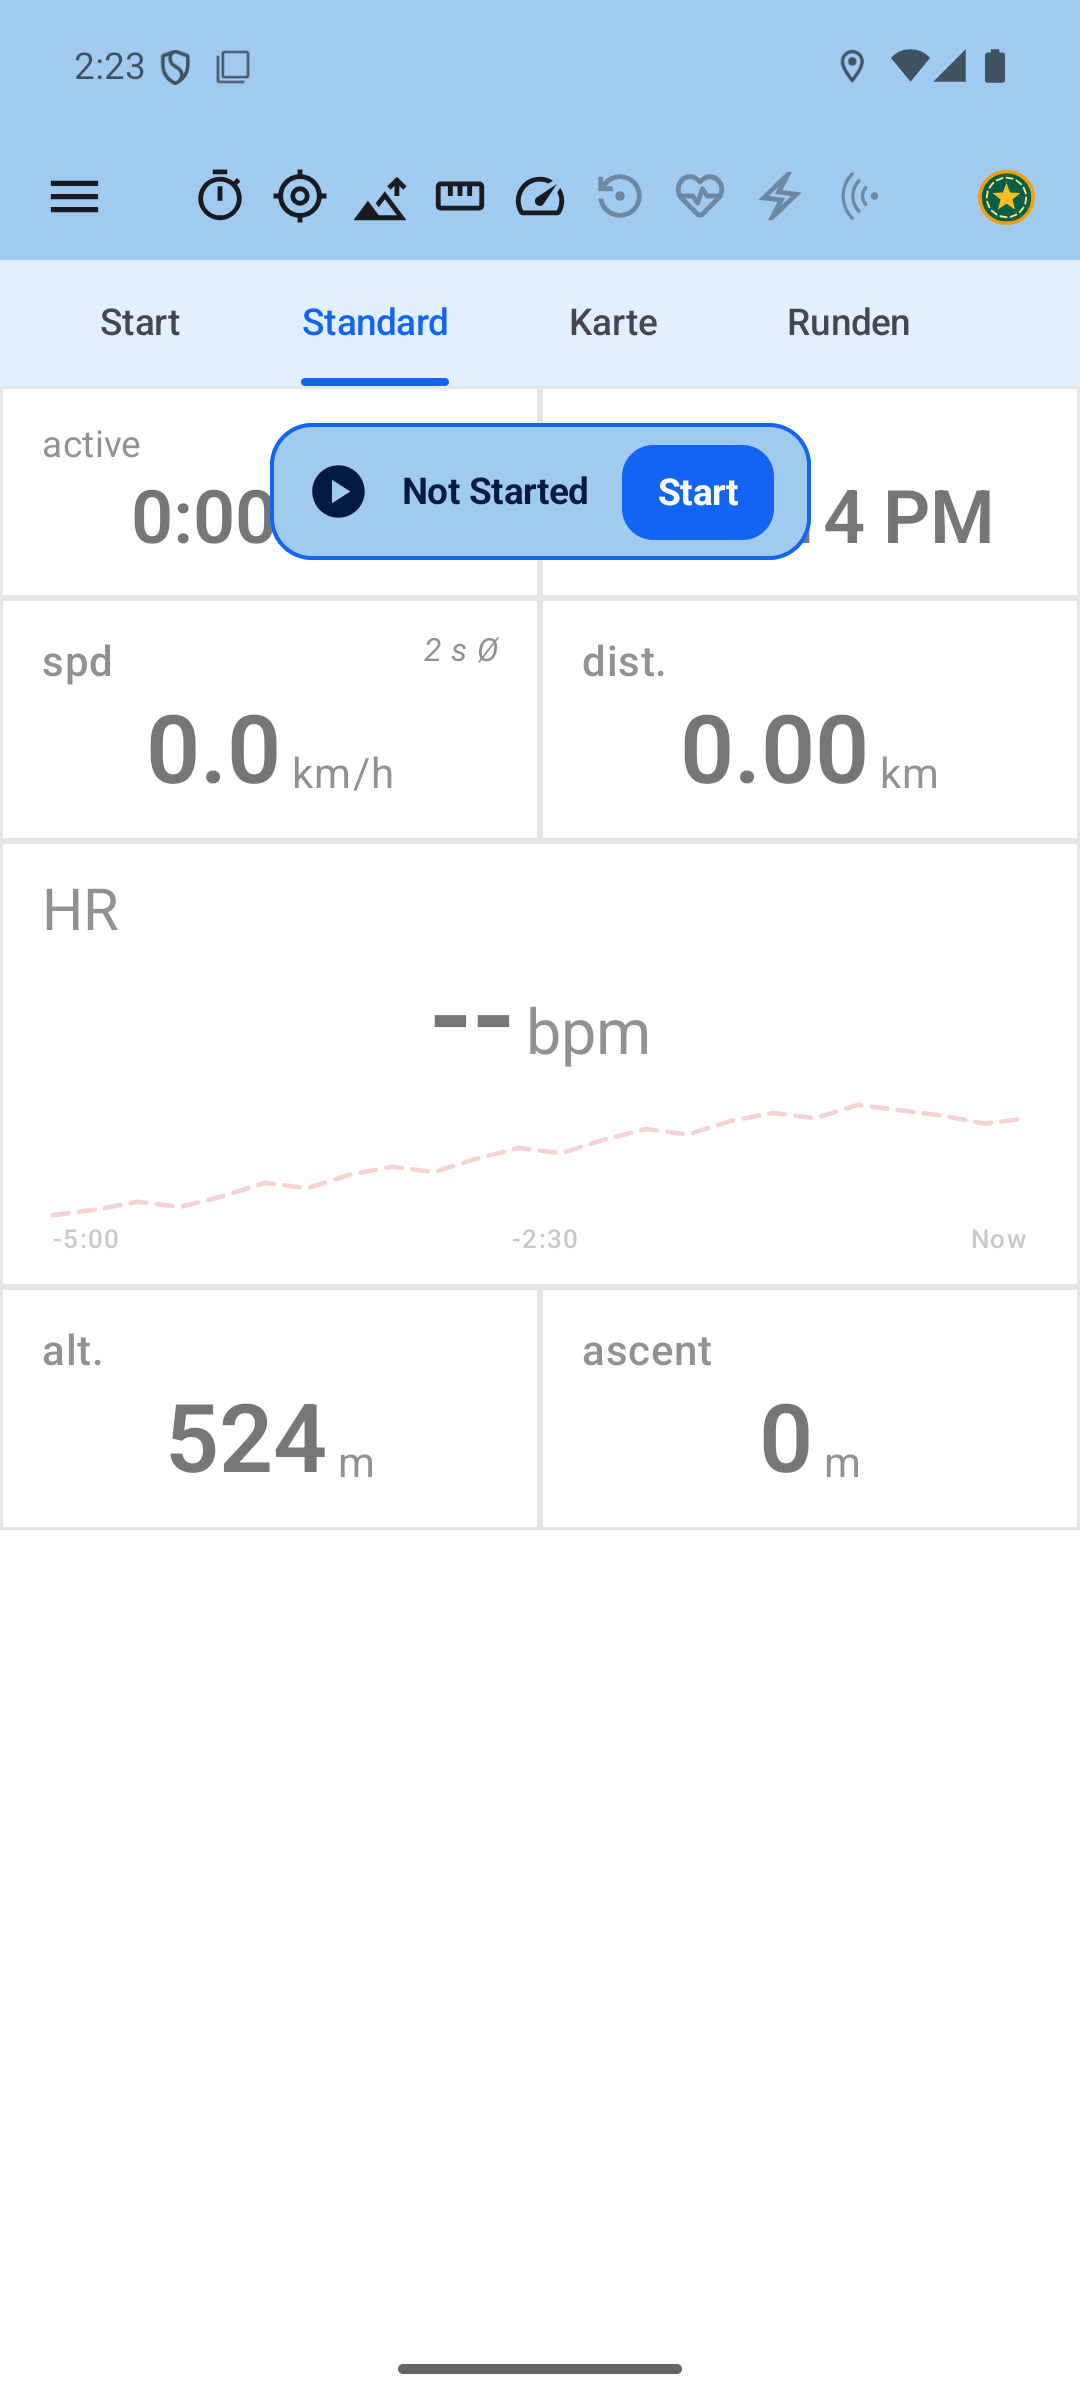 2:23
Start Standard Karte Runden
active
Not Started Start
0:00 4 PM
spd 2 s Ø dist.
0.0 km/h 0.00 km
HR
-- bpm
-5:00 -2:30 Now
alt. ascent
524 m 0 m